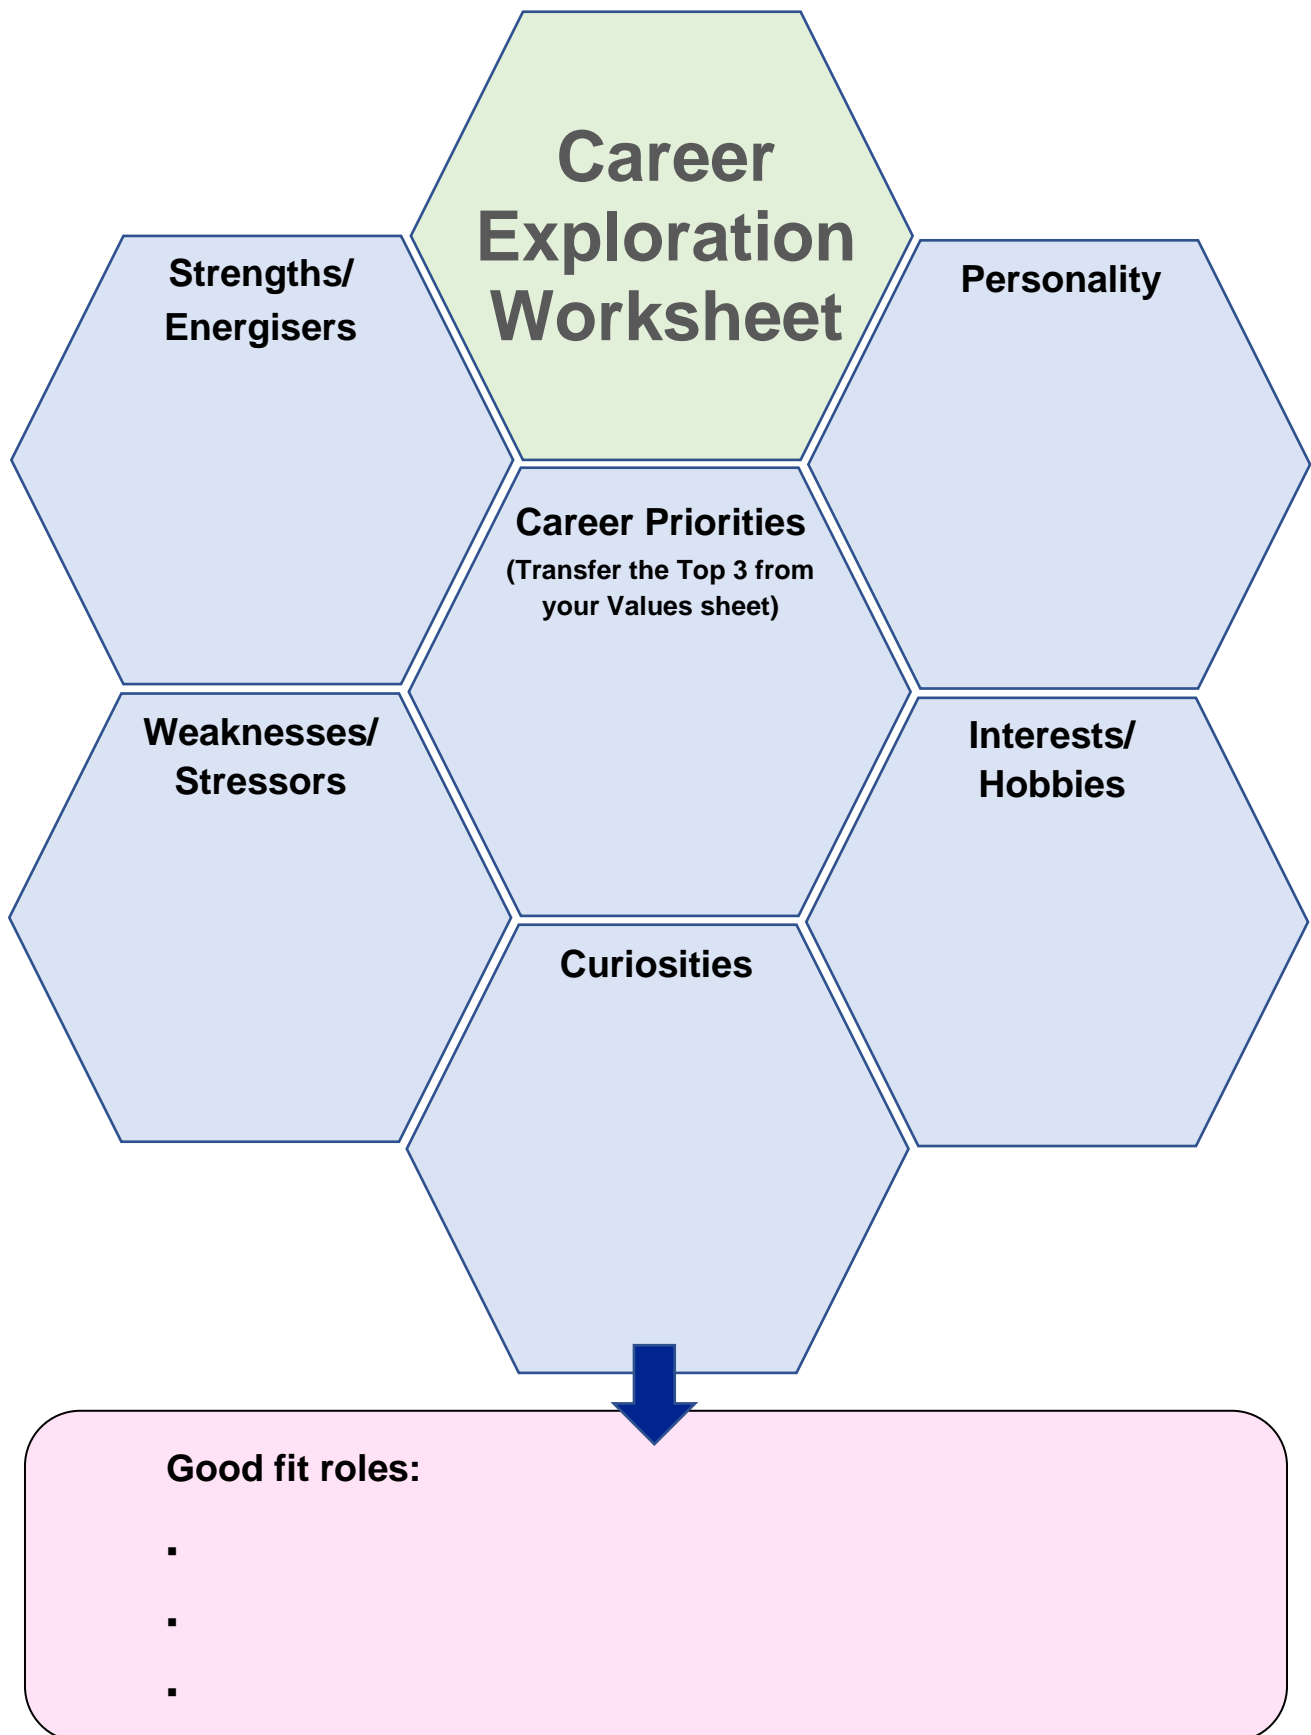 Career
Exploration
Worksheet
Strengths/
Energisers
Personality
Career Priorities
(Transfer the Top 3 from
your Values sheet)
Weaknesses/
Stressors
Interests/
Hobbies
Curiosities
Good fit roles:
▪
▪
▪